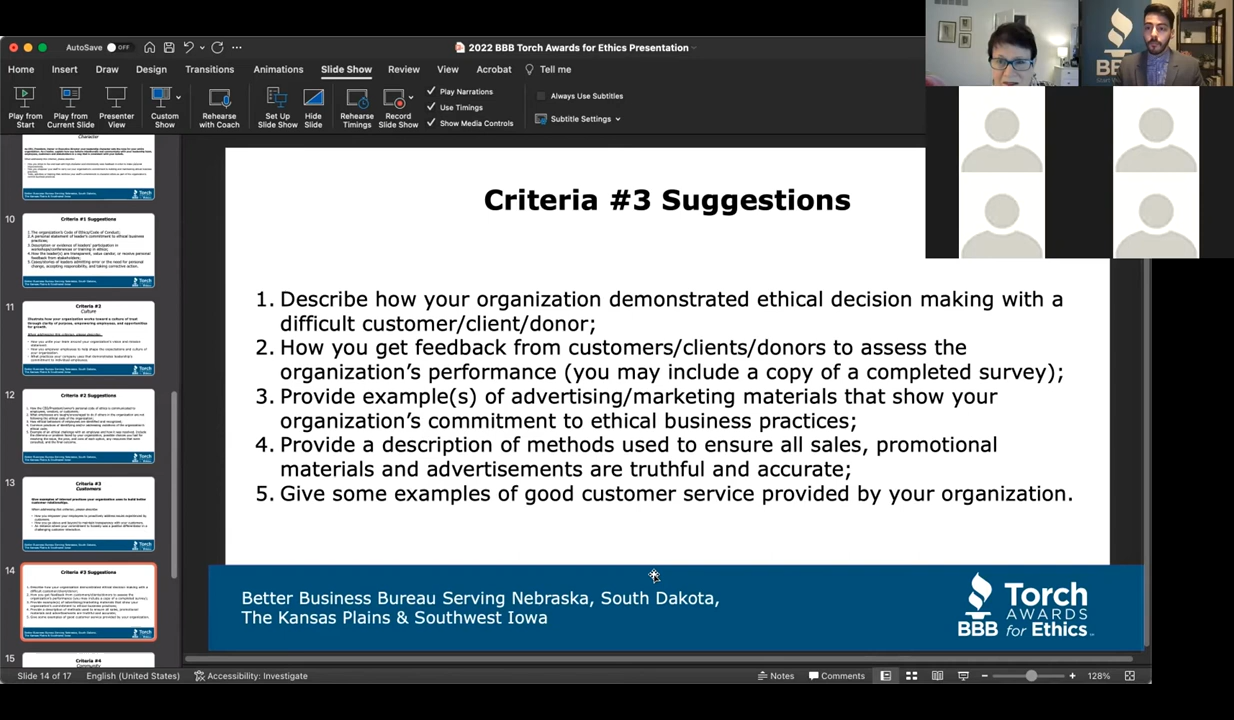 AutoSave OFF
2022 BBB Torch Awards for Ethics Presentation
Home Insert Draw Design Transitions Animations Slide Show Review View Acrobat Tell me
Play from Start
Play from Current Slide
Presenter View
Custom Show
Rehearse with Coach
Set Up Slide Show
Hide Slide
Rehearse Timings
Record Slide Show
Play Narrations
Use Timings
Show Media Controls
Always Use Subtitles
Subtitle Settings
Character
10
Criteria #1 Suggestions
11
Criteria #2
Culture
12
Criteria #2 Suggestions
13
Criteria #3
Customers
14
Criteria #3 Suggestions
15
Criteria #4
Community
Criteria #3 Suggestions
1. Describe how your organization demonstrated ethical decision making with a
difficult customer/client/donor;
2. How you get feedback from customers/clients/donors to assess the
organization's performance (you may include a copy of a completed survey);
3. Provide example(s) of advertising/marketing materials that show your
organization's commitment to ethical business practices;
4. Provide a description of methods used to ensure all sales, promotional
materials and advertisements are truthful and accurate;
5. Give some examples of good customer service provided by your organization.
Better Business Bureau Serving Nebraska, South Dakota,
The Kansas Plains & Southwest Iowa
BBB
Torch
AWARDS
for Ethics
Slide 14 of 17 English (United States) Accessibility: Investigate Notes Comments 128%